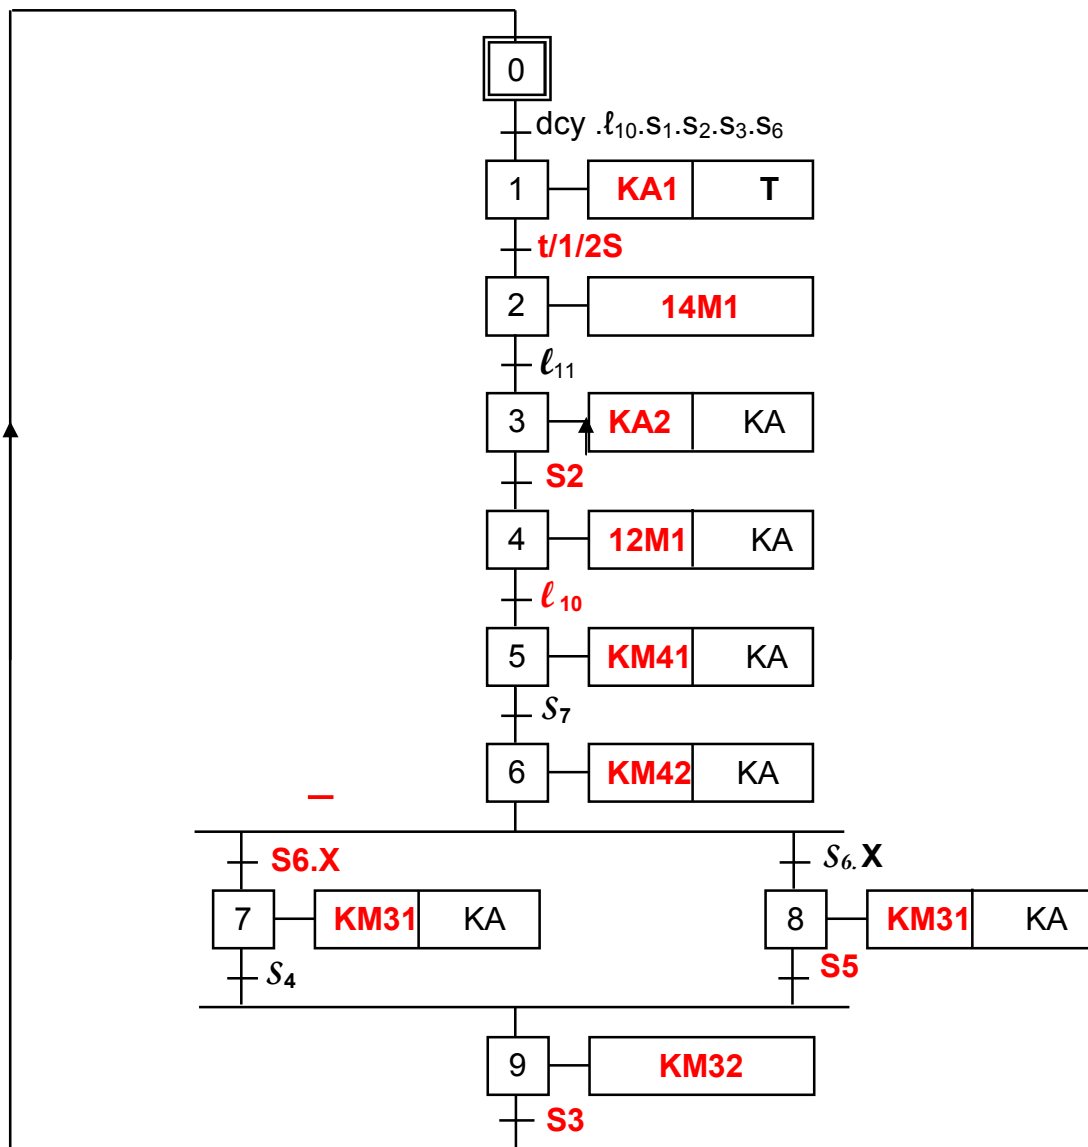 0
dcy .ℓ10.s1.s2.s3.s6
1 KA1 T
t/1/2S
2 14M1
ℓ11
3 KA2 KA
S2
4 12M1 KA
ℓ10
5 KM41 KA
S7
6 KM42 KA
S6.X S6.X
7 KM31 KA 8 KM31 KA
S4 S5
9 KM32
S3